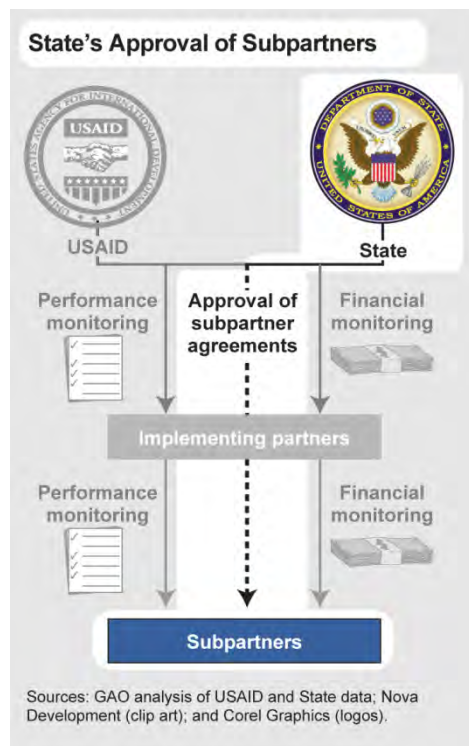 State's Approval of Subpartners
UNITED STATES AGENCY FOR INTERNATIONAL DEVELOPMENT
USAID
DEPARTMENT OF STATE
UNITED STATES OF AMERICA
USAID
State
Performance
monitoring
Approval of
subpartner
agreements
Financial
monitoring
Implementing partners
Performance
monitoring
Financial
monitoring
Subpartners
Sources: GAO analysis of USAID and State data; Nova
Development (clip art); and Corel Graphics (logos).